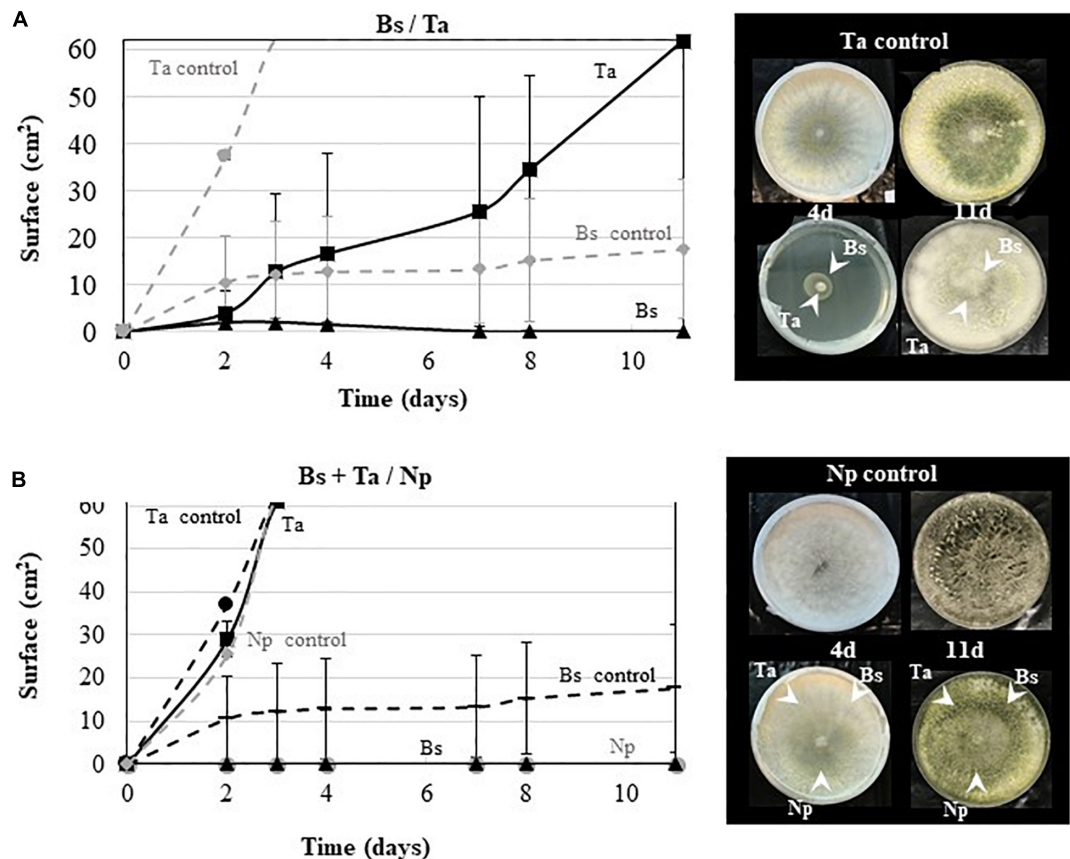 A
Bs / Ta
Surface (cm²)
60
50
40
30
20
10
0
Ta control
Ta
Bs control
Bs
0 2 4 6 8 10
Time (days)
Ta control
4d 11d
Bs Bs
Ta
Ta
B
Bs + Ta / Np
Surface (cm²)
60
50
40
30
20
10
0
Ta control
Ta
Np control
Bs control
Bs
Np
0 2 4 6 8 10
Time (days)
Np control
4d 11d
Ta Bs Ta Bs
Np Np